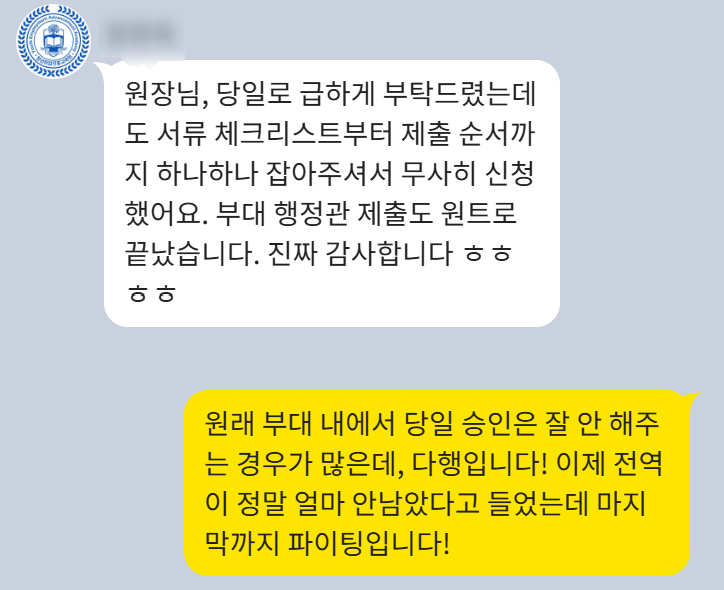 원장님, 당일로 급하게 부탁드렸는데
도 서류 체크리스트부터 제출 순서까
지 하나하나 잡아주셔서 무사히 신청
했어요. 부대 행정관 제출도 원트로
끝났습니다. 진짜 감사합니다 ㅎㅎ
ㅎㅎ
원래 부대 내에서 당일 승인은 잘 안 해주
는 경우가 많은데, 다행입니다! 이제 전역
이 정말 얼마 안남았다고 들었는데 마지
막까지 파이팅입니다!